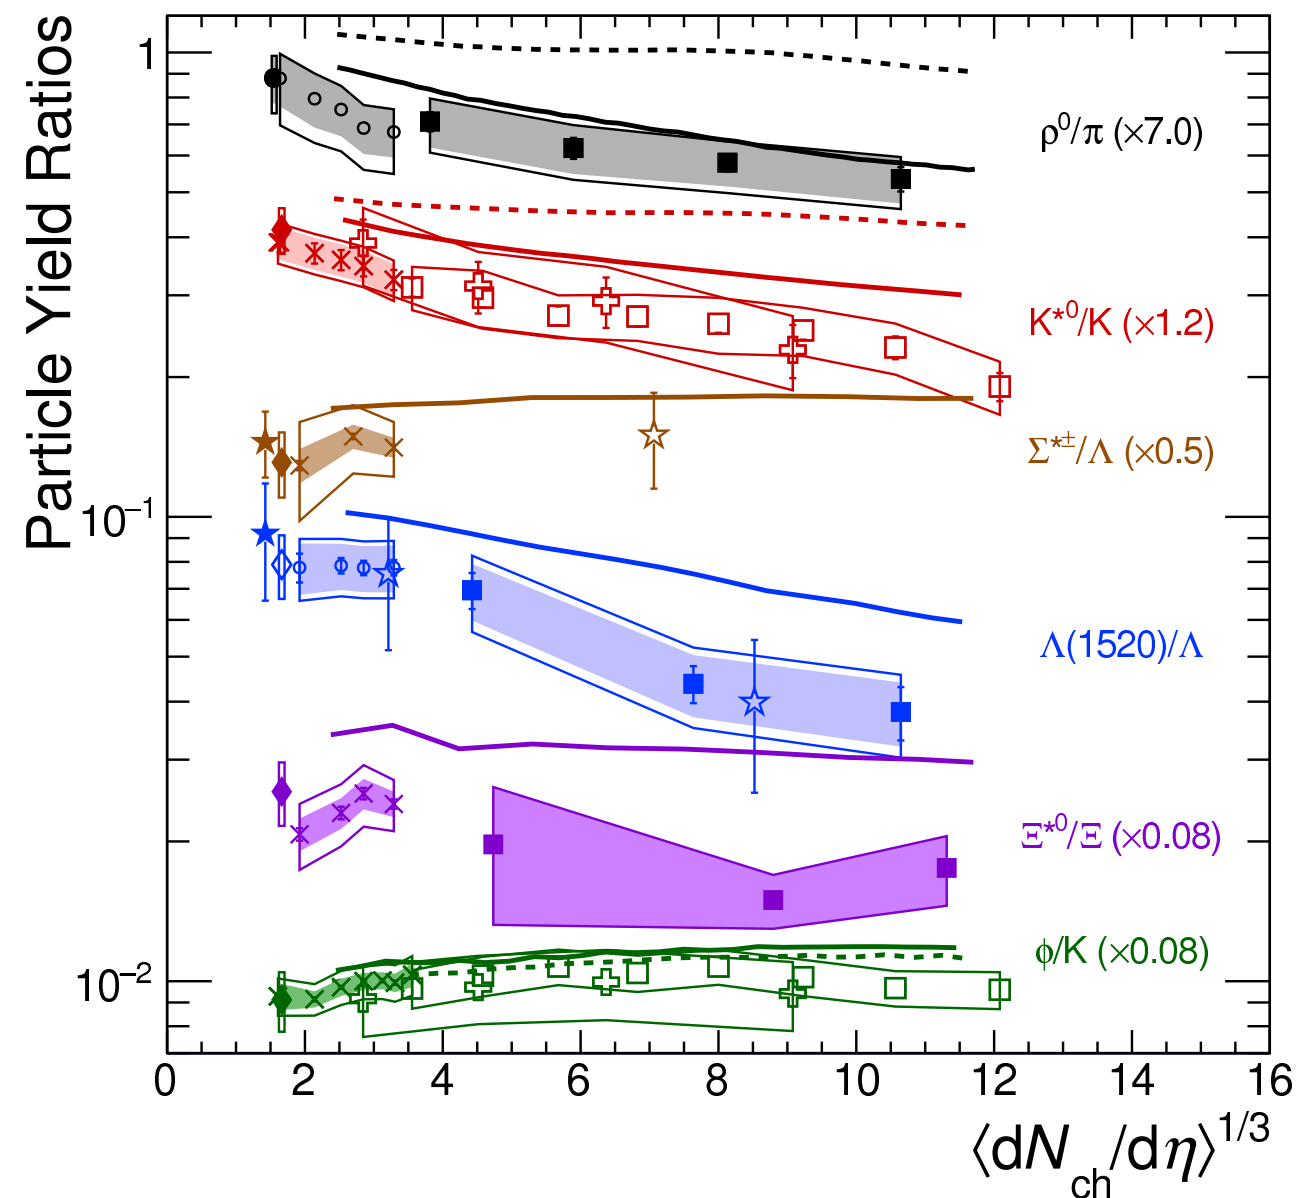 Particle Yield Ratios
1
ρ⁰/π (×7.0)
K*⁰/K (×1.2)
Σ*±/Λ (×0.5)
10⁻¹
Λ(1520)/Λ
Ξ*⁰/Ξ (×0.08)
ϕ/K (×0.08)
10⁻²
0 2 4 6 8 10 12 14 16
⟨dN_ch/dη⟩^1/3